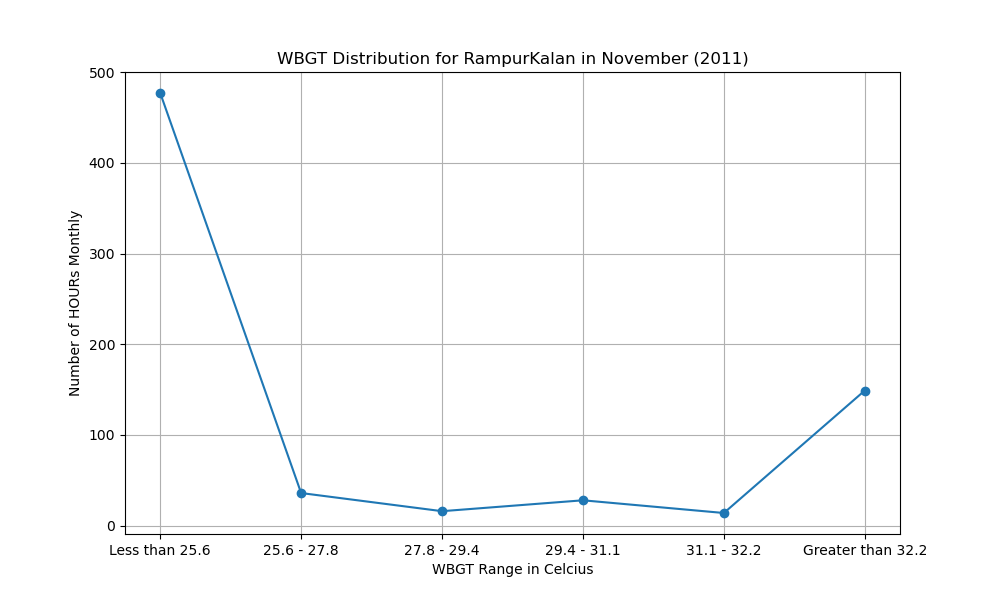 WBGT Distribution for RampurKalan in November (2011)
500
400
300
200
100
0
Number of HOURs Monthly
Less than 25.6 25.6 - 27.8 27.8 - 29.4 29.4 - 31.1 31.1 - 32.2 Greater than 32.2
WBGT Range in Celcius